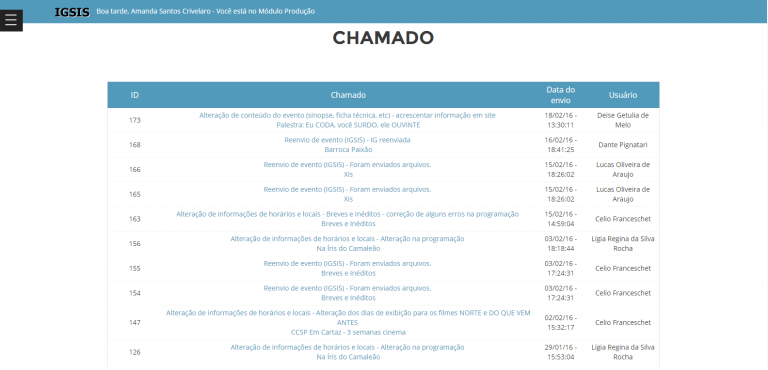 IGSIS Boa tarde, Amanda Santos Crivelaro - Você está no Módulo Produção
CHAMADO
ID Chamado Data do envio Usuário
173 Alteração de conteúdo do evento (sinopse, ficha técnica, etc) - acrescentar informação em site 18/02/16 - Deise Getulia de
Palestra: Eu CODA, você SURDO, ele OUVINTE 13:30:11 Melo
168 Reenvio de evento (IGSIS) - IG reenviada 16/02/16 - Dante Pignatari
Barroca Paixão 18:41:25
166 Reenvio de evento (IGSIS) - Foram enviados arquivos. 15/02/16 - Lucas Oliveira de
Xis 18:26:02 Araujo
165 Reenvio de evento (IGSIS) - Foram enviados arquivos. 15/02/16 - Lucas Oliveira de
Xis 18:26:02 Araujo
163 Alteração de informações de horários e locais - Breves e Inéditos - correção de alguns erros na programação 15/02/16 - Celio Franceschet
Breves e Inéditos 14:59:04
156 Alteração de informações de horários e locais - Alteração na programação 03/02/16 - Lígia Regina da Silva
Na Íris do Camaleão 18:18:44 Rocha
155 Reenvio de evento (IGSIS) - Foram enviados arquivos. 03/02/16 - Celio Franceschet
Breves e Inéditos 17:24:31
154 Reenvio de evento (IGSIS) - Foram enviados arquivos. 03/02/16 - Celio Franceschet
Breves e Inéditos 17:24:31
147 Alteração de informações de horários e locais - Alteração dos dias de exibição para os filmes NORTE e DO QUE VEM 02/02/16 - Celio Franceschet
ANTES 15:32:17
CCSP Em Cartaz - 3 semanas cinema
126 Alteração de informações de horários e locais - Alteração na programação 29/01/16 - Lígia Regina da Silva
Na Íris do Camaleão 15:53:04 Rocha